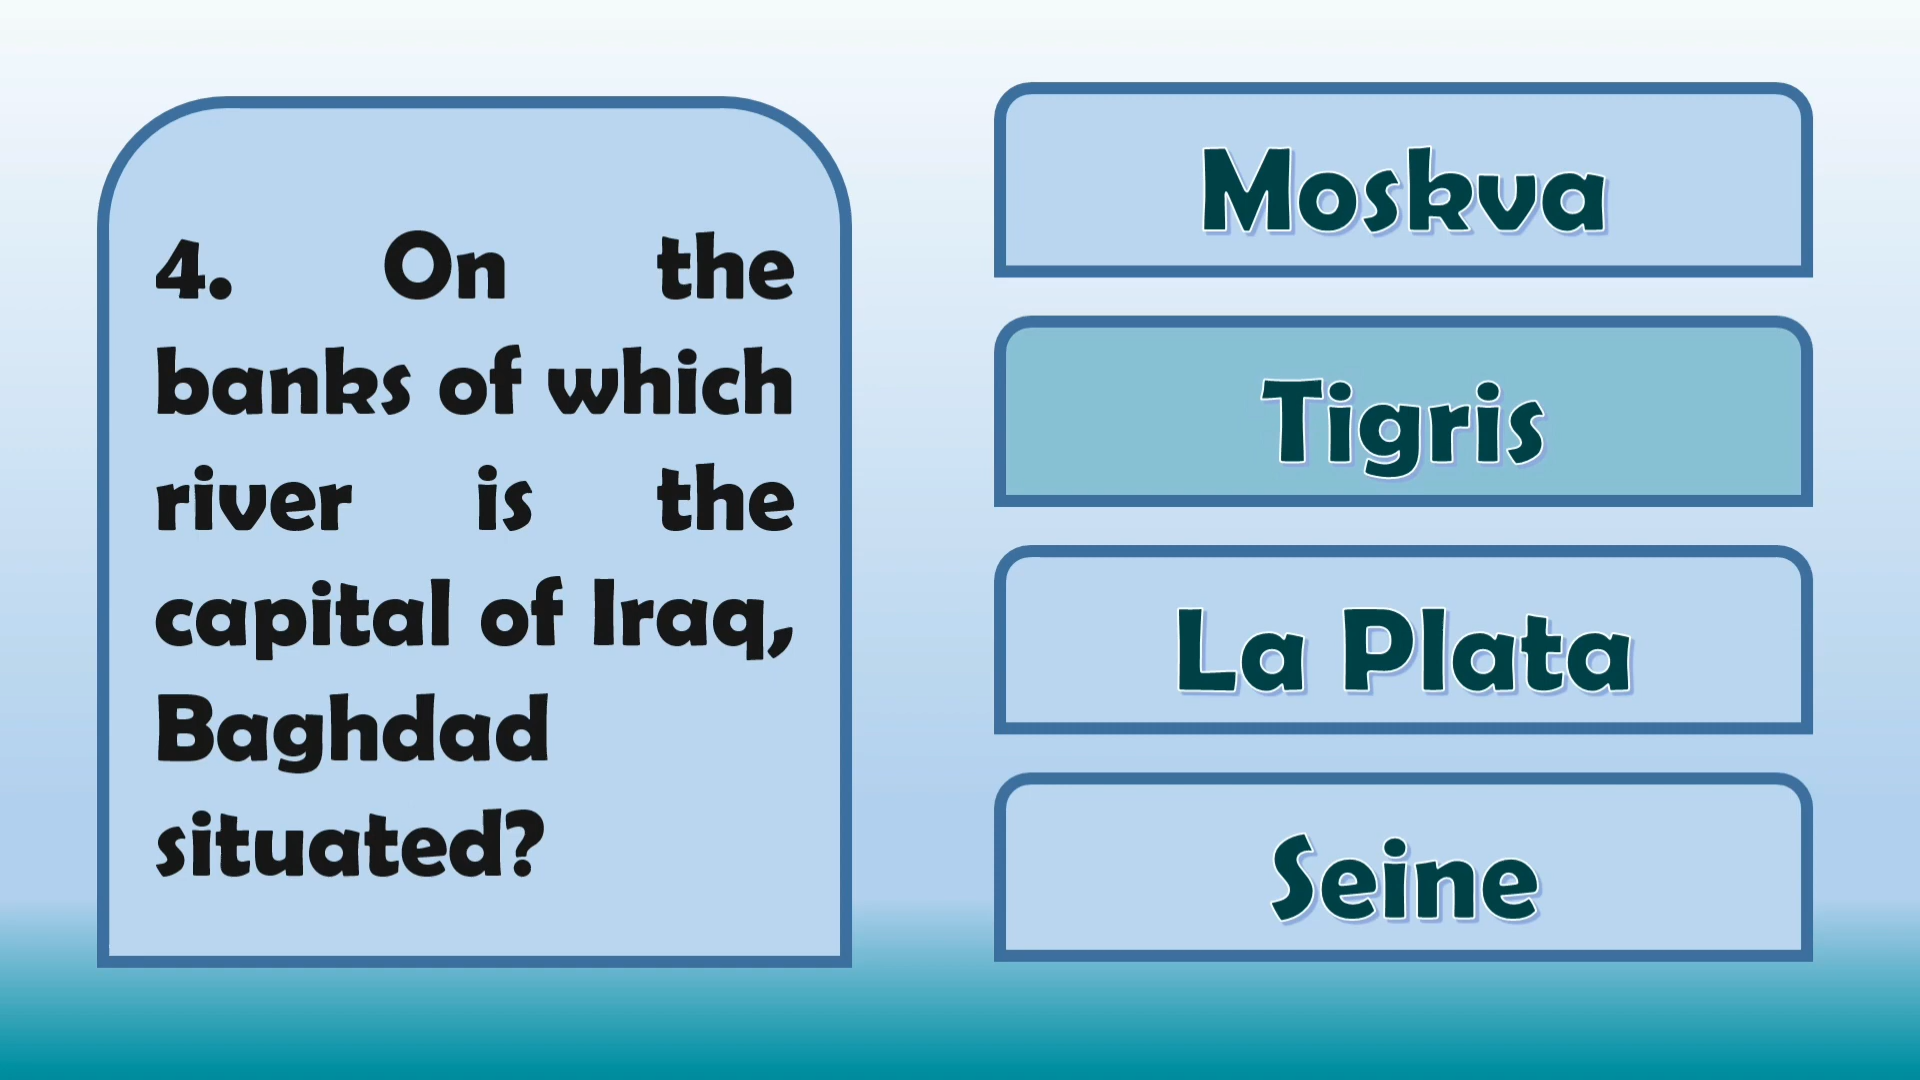 4. On the
banks of which
river is the
capital of Iraq,
Baghdad
situated?
Moskva
Tigris
La Plata
Seine